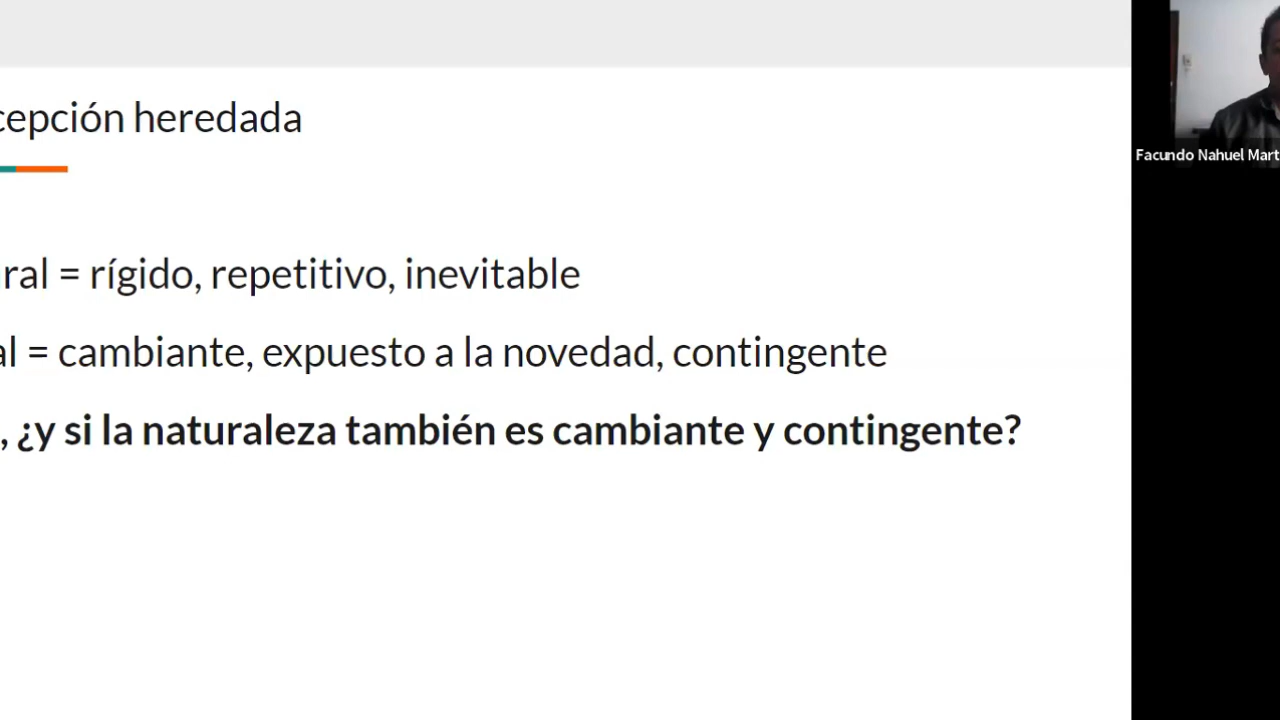 cepción heredada
Facundo Nahuel Mart
ral = rígido, repetitivo, inevitable
al = cambiante, expuesto a la novedad, contingente
, ¿y si la naturaleza también es cambiante y contingente?